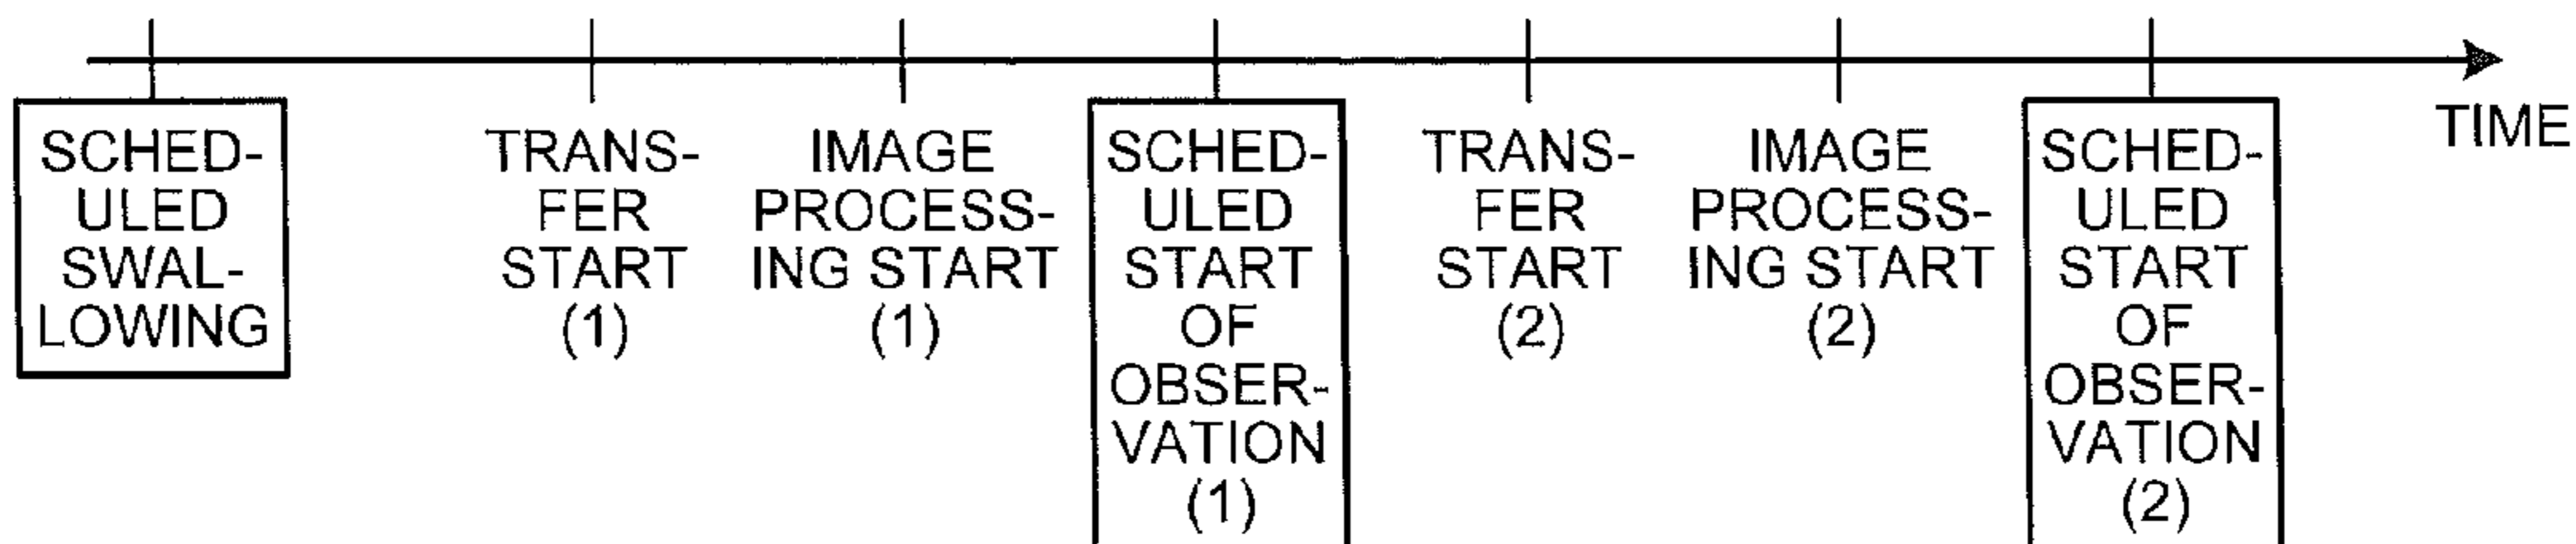 SCHED-
ULED
SWAL-
LOWING
TRANS-
FER
START
(1)
IMAGE
PROCESS-
ING START
(1)
SCHED-
ULED
START
OF
OBSER-
VATION
(1)
TRANS-
FER
START
(2)
IMAGE
PROCESS-
ING START
(2)
SCHED-
ULED
START
OF
OBSER-
VATION
(2)
TIME